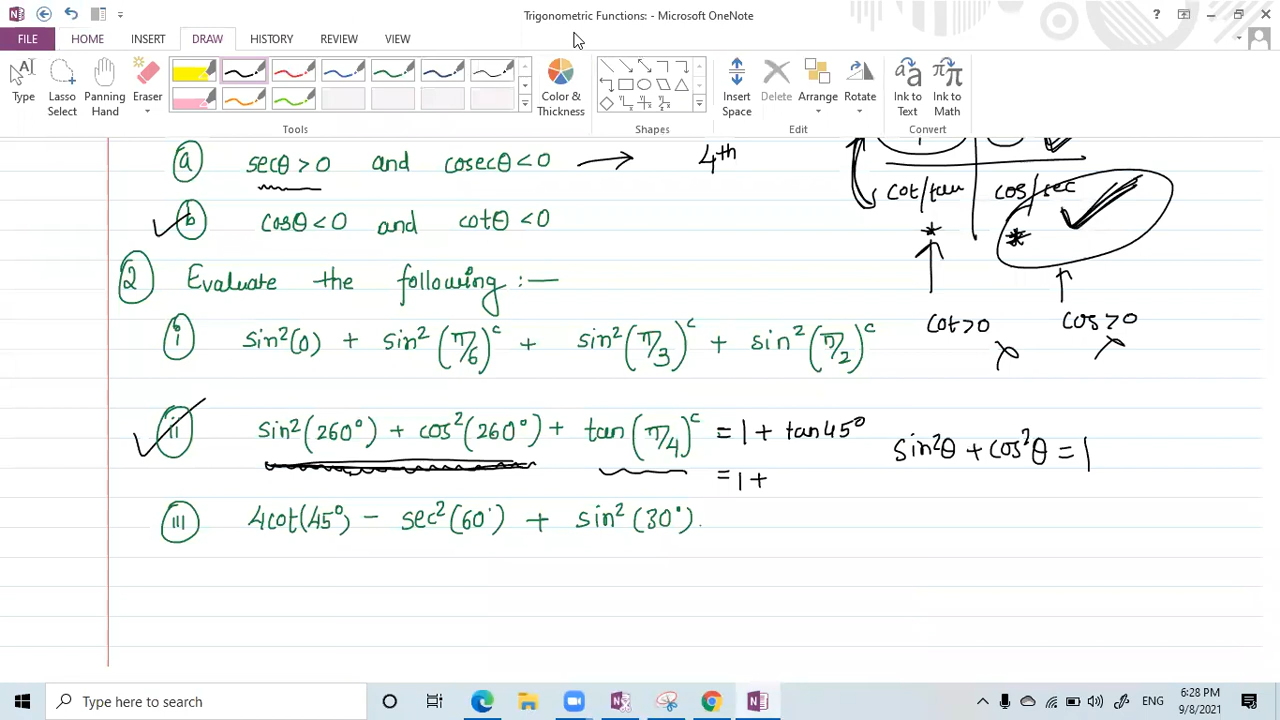 Trigonometric Functions: - Microsoft OneNote
FILE HOME INSERT DRAW HISTORY REVIEW VIEW
Type Lasso Select Panning Hand Eraser Color & Thickness Insert Space Delete Arrange Rotate Ink to Text Ink to Math
Tools Shapes Edit Convert
ⓐ secθ > 0 and cosecθ < 0 → 4th
cot/tan cos/sec
ⓑ cosθ < 0 and cotθ < 0
② Evaluate the following :—
cot > 0 cos > 0
ⓘ sin²(0) + sin²(π/6)ᶜ + sin²(π/3)ᶜ + sin²(π/2)ᶜ
ii sin²(260°) + cos²(260°) + tan(π/4)ᶜ = 1 + tan45°
sin²θ + cos²θ = 1
= 1 +
iii 4cot(45°) − sec²(60°) + sin²(30°).
Type here to search
ENG
6:28 PM
9/8/2021